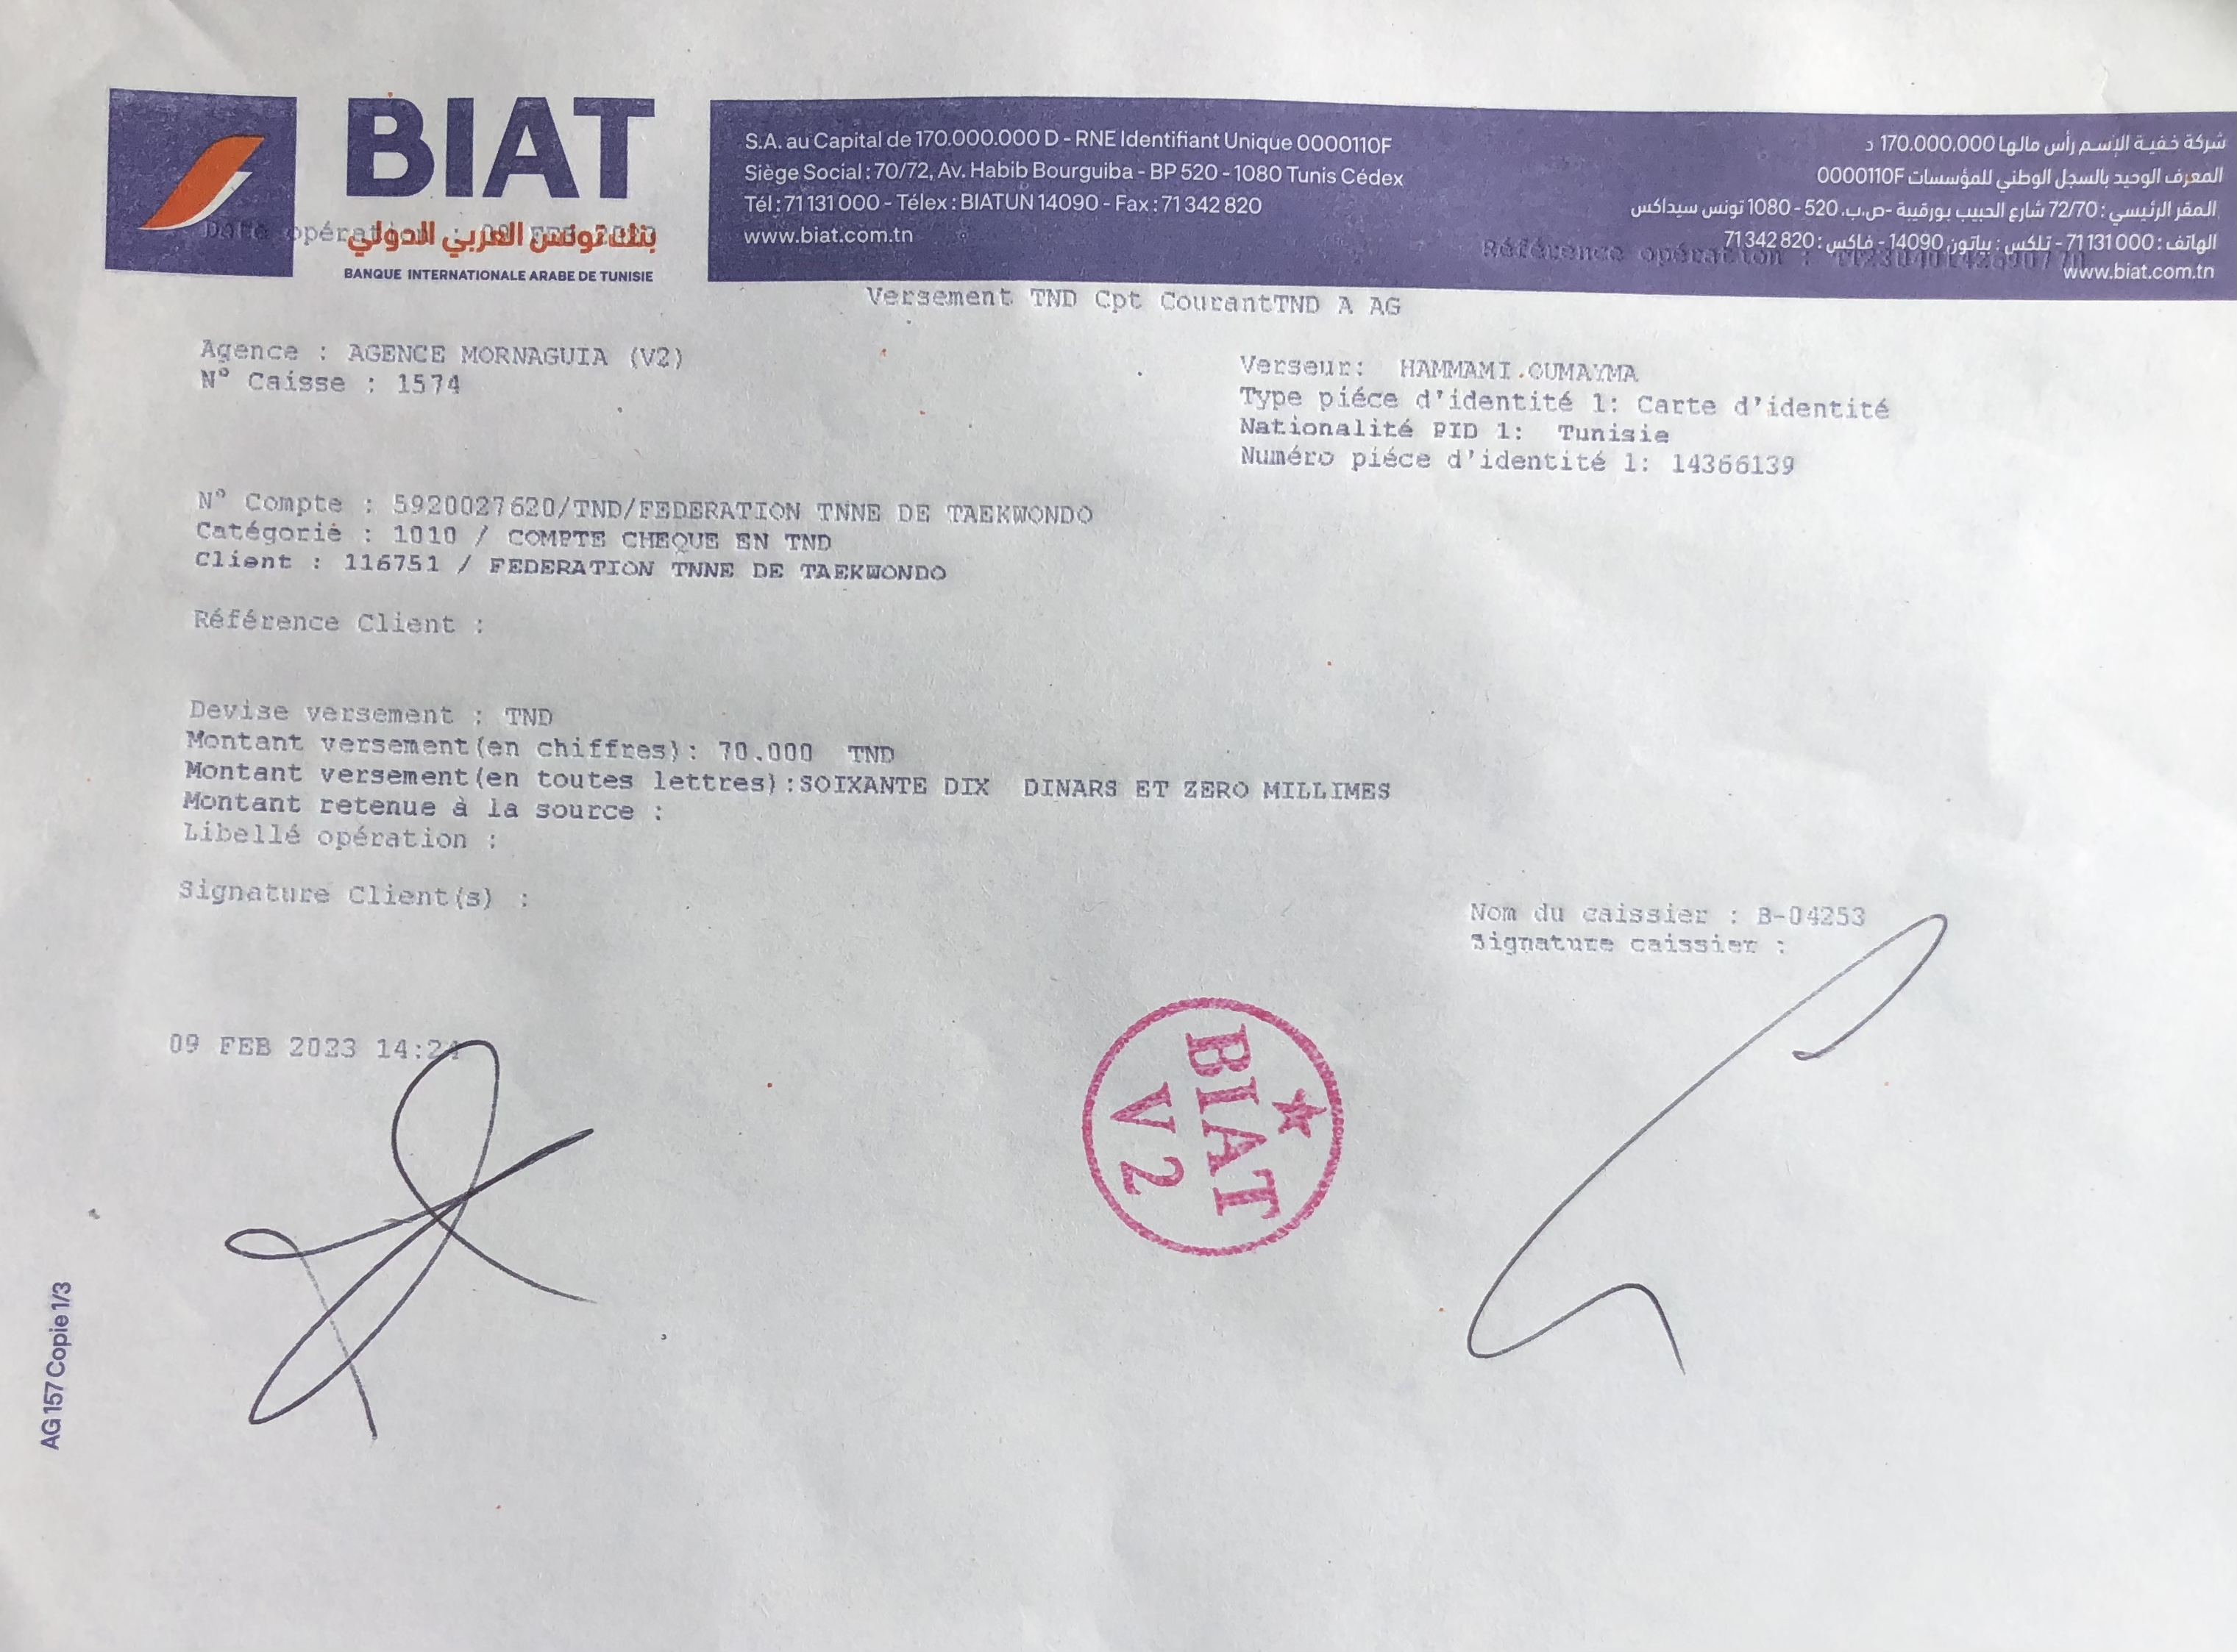 BIAT
بنك تونس العربي الدولي
BANQUE INTERNATIONALE ARABE DE TUNISIE
S.A. au Capital de 170.000.000 D - RNE Identifiant Unique 0000110F
Siège Social : 70/72, Av. Habib Bourguiba - BP 520 - 1080 Tunis Cédex
Tél : 71 131 000 - Télex : BIATUN 14090 - Fax : 71 342 820
www.biat.com.tn
شركة خفية الإسم رأس مالها 170.000.000 د
المعرف الوحيد بالسجل الوطني للمؤسسات 0000110F
المقر الرئيسي : 72/70 شارع الحبيب بورقيبة -ص.ب. 520 - 1080 تونس سيداكس
الهاتف : 71 131 000 - تلكس : بياتون 14090 - فاكس : 71 342 820
www.biat.com.tn
Date opération : 09 FEB
Référence opération :
Versement TND Cpt CourantTND A AG
Agence : AGENCE MORNAGUIA (V2)
N° Caisse : 1574
Verseur: HAMMAMI.OUMAYMA
Type piéce d'identité 1: Carte d'identité
Nationalité PID 1: Tunisie
Numéro piéce d'identité 1: 14366139
N° Compte : 5920027620/TND/FEDERATION TNNE DE TAEKWONDO
Catégorie : 1010 / COMPTE CHEQUE EN TND
Client : 116751 / FEDERATION TNNE DE TAEKWONDO
Référence Client :
Devise versement : TND
Montant versement(en chiffres): 70.000 TND
Montant versement(en toutes lettres):SOIXANTE DIX DINARS ET ZERO MILLIMES
Montant retenue à la source :
Libellé opération :
Signature Client(s) :
Nom du caissier : B-04253
Signature caissier :
09 FEB 2023 14:24
BIAT
V2
AG 157 Copie 1/3